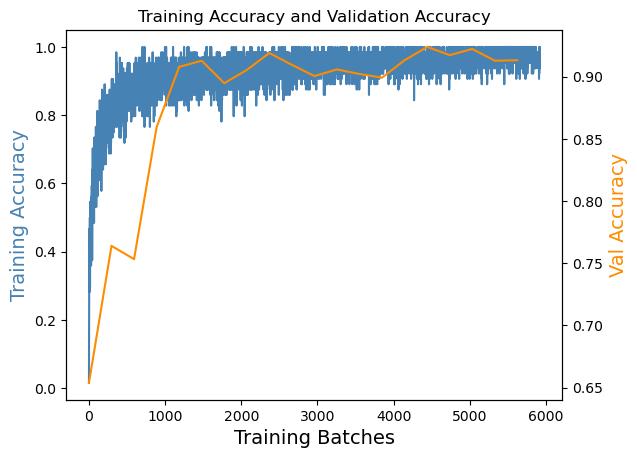 Training Accuracy and Validation Accuracy
Training Accuracy
1.0
0.8
0.6
0.4
0.2
0.0
0.90
0.85
0.80
0.75
0.70
0.65
Val Accuracy
0 1000 2000 3000 4000 5000 6000
Training Batches